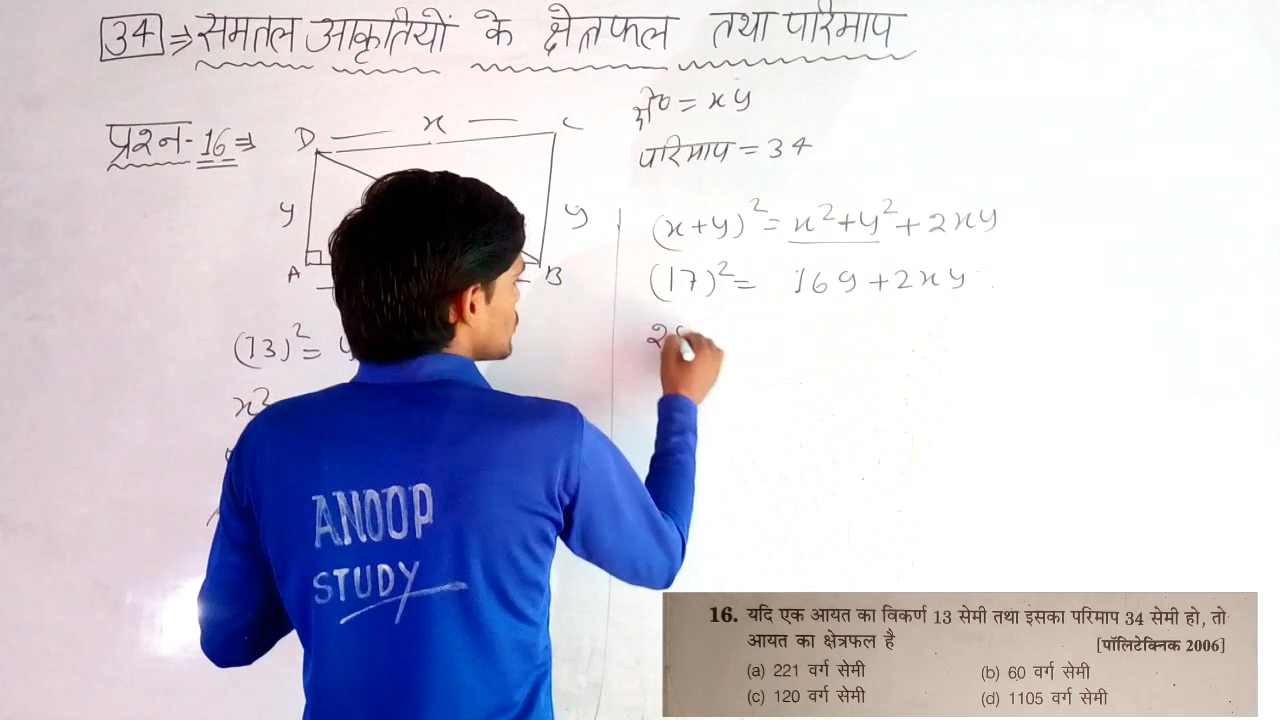 34 ⇒ समतल आकृतियों के क्षेत्रफल तथा परिमाप
प्रश्न-16 ⇒
D x C
y y
A B
(13)² =
x²
क्षे० = xy
परिमाप = 34
(x+y)² = x²+y²+2xy
(17)² = 169+2xy
2
ANOOP
STUDY
16. यदि एक आयत का विकर्ण 13 सेमी तथा इसका परिमाप 34 सेमी हो, तो
आयत का क्षेत्रफल है [पॉलिटेक्निक 2006]
(a) 221 वर्ग सेमी (b) 60 वर्ग सेमी
(c) 120 वर्ग सेमी (d) 1105 वर्ग सेमी